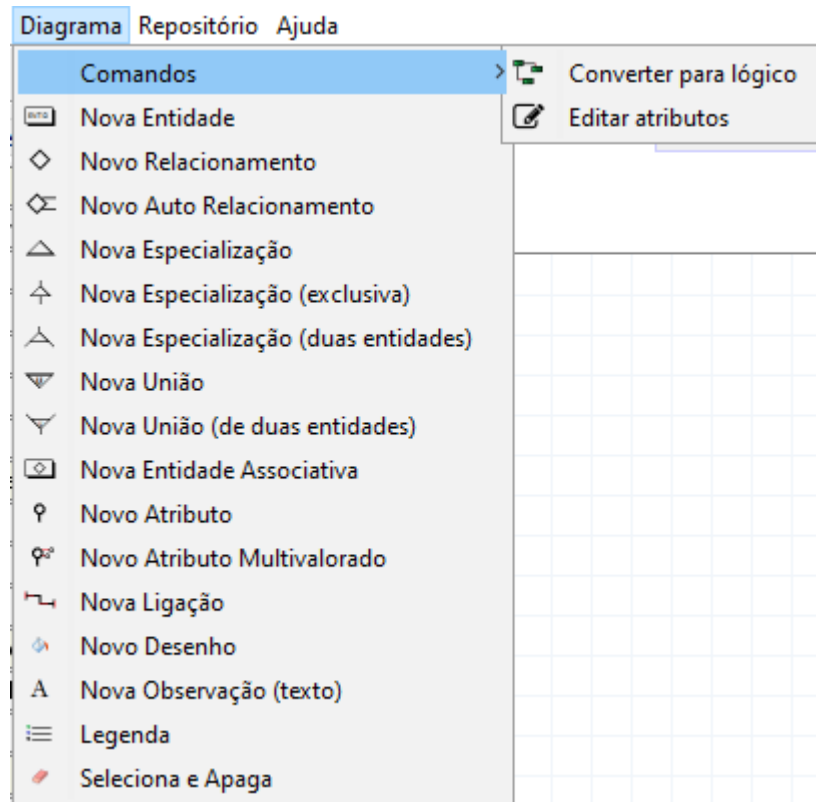 Diagrama Repositório Ajuda
Comandos
Converter para lógico
Editar atributos
Nova Entidade
Novo Relacionamento
Novo Auto Relacionamento
Nova Especialização
Nova Especialização (exclusiva)
Nova Especialização (duas entidades)
Nova União
Nova União (de duas entidades)
Nova Entidade Associativa
Novo Atributo
Novo Atributo Multivalorado
Nova Ligação
Novo Desenho
Nova Observação (texto)
Legenda
Seleciona e Apaga